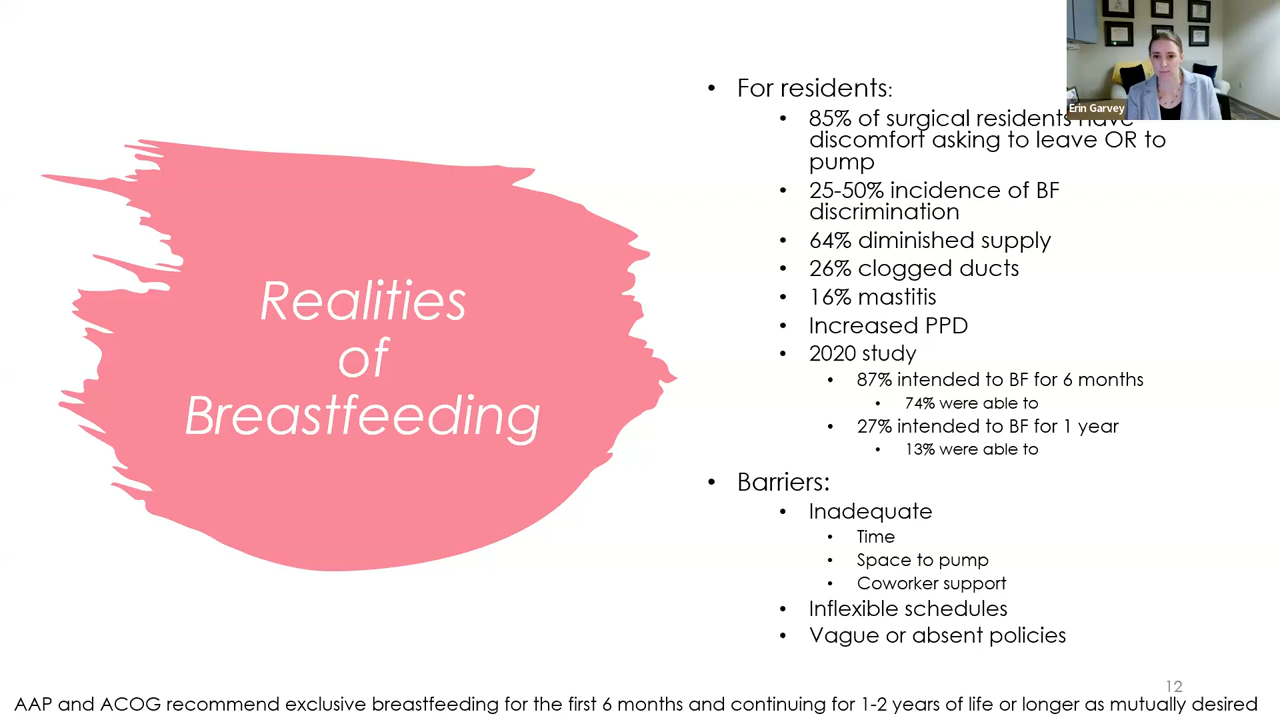 Realities
of
Breastfeeding
• For residents:
• 85% of surgical residents have
discomfort asking to leave OR to
pump
• 25-50% incidence of BF
discrimination
• 64% diminished supply
• 26% clogged ducts
• 16% mastitis
• Increased PPD
• 2020 study
• 87% intended to BF for 6 months
• 74% were able to
• 27% intended to BF for 1 year
• 13% were able to
• Barriers:
• Inadequate
• Time
• Space to pump
• Coworker support
• Inflexible schedules
• Vague or absent policies
Erin Garvey
12
AAP and ACOG recommend exclusive breastfeeding for the first 6 months and continuing for 1-2 years of life or longer as mutually desired